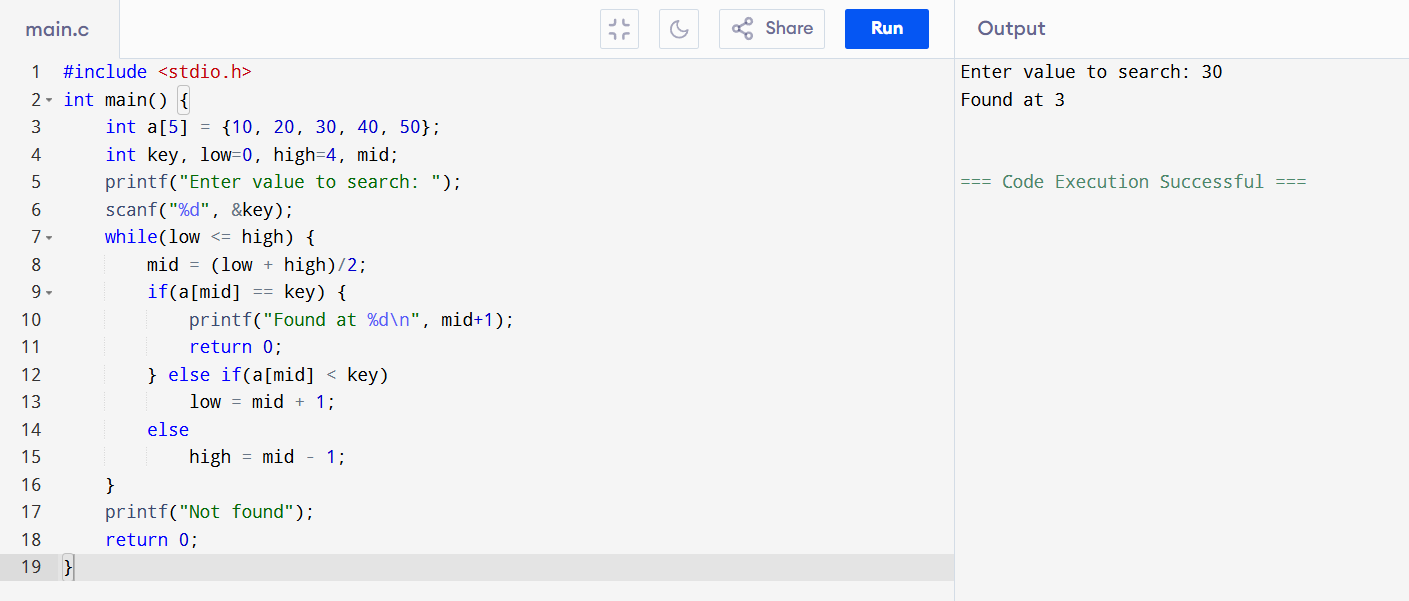 main.c
Share
Run
Output
1 #include <stdio.h>
2 int main() {
3     int a[5] = {10, 20, 30, 40, 50};
4     int key, low=0, high=4, mid;
5     printf("Enter value to search: ");
6     scanf("%d", &key);
7     while(low <= high) {
8         mid = (low + high)/2;
9         if(a[mid] == key) {
10             printf("Found at %d\n", mid+1);
11             return 0;
12         } else if(a[mid] < key)
13             low = mid + 1;
14         else
15             high = mid - 1;
16     }
17     printf("Not found");
18     return 0;
19 }
Enter value to search: 30
Found at 3
=== Code Execution Successful ===